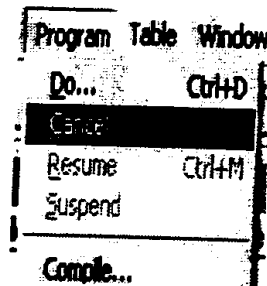 Program Table Window
Do... Ctrl+D
Cancel
Resume Ctrl+M
Suspend
Compile...